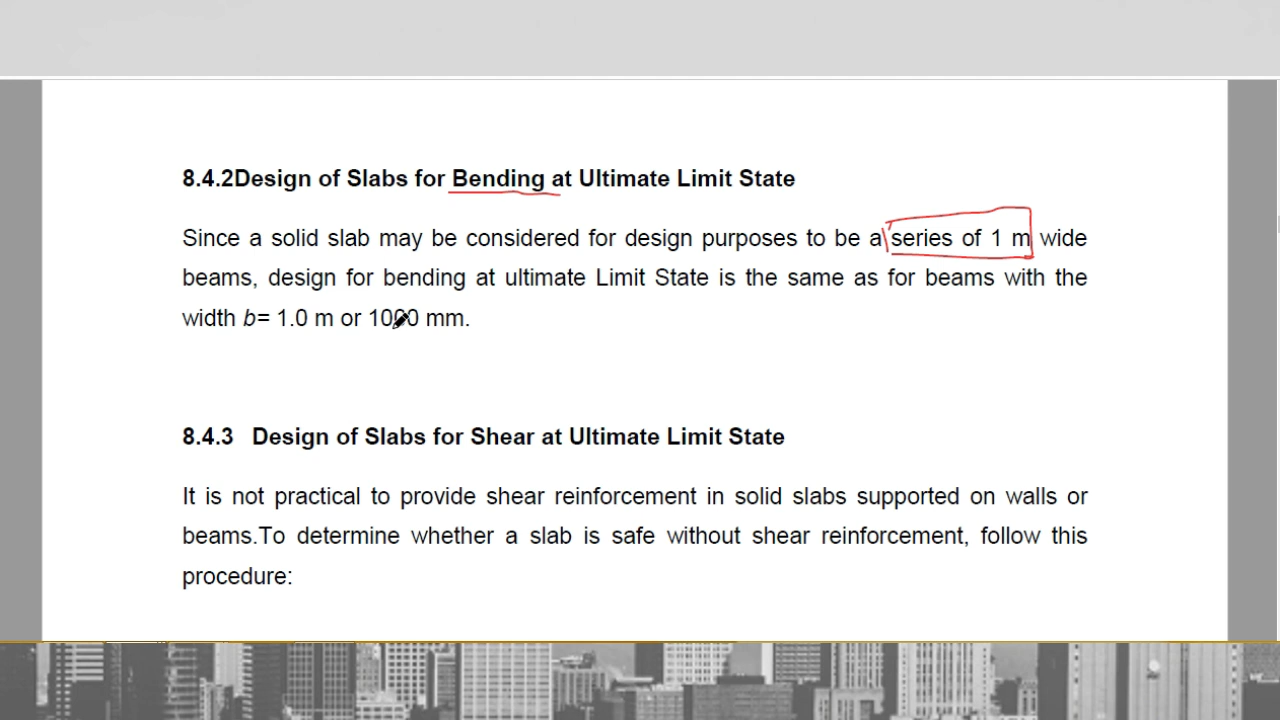 8.4.2Design of Slabs for Bending at Ultimate Limit State
Since a solid slab may be considered for design purposes to be a series of 1 m wide
beams, design for bending at ultimate Limit State is the same as for beams with the
width b= 1.0 m or 1000 mm.
8.4.3 Design of Slabs for Shear at Ultimate Limit State
It is not practical to provide shear reinforcement in solid slabs supported on walls or
beams.To determine whether a slab is safe without shear reinforcement, follow this
procedure: